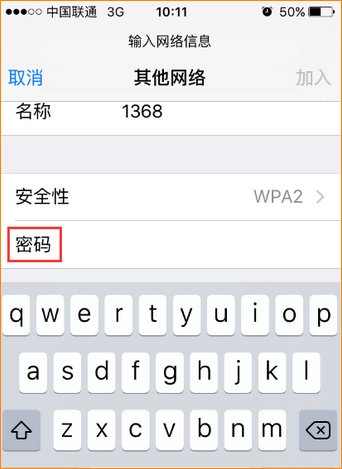 中国联通 3G 10:11 50%
输入网络信息
取消 其他网络 加入
名称 1368
安全性 WPA2
密码
q w e r t y u i o p
a s d f g h j k l
z x c v b n m